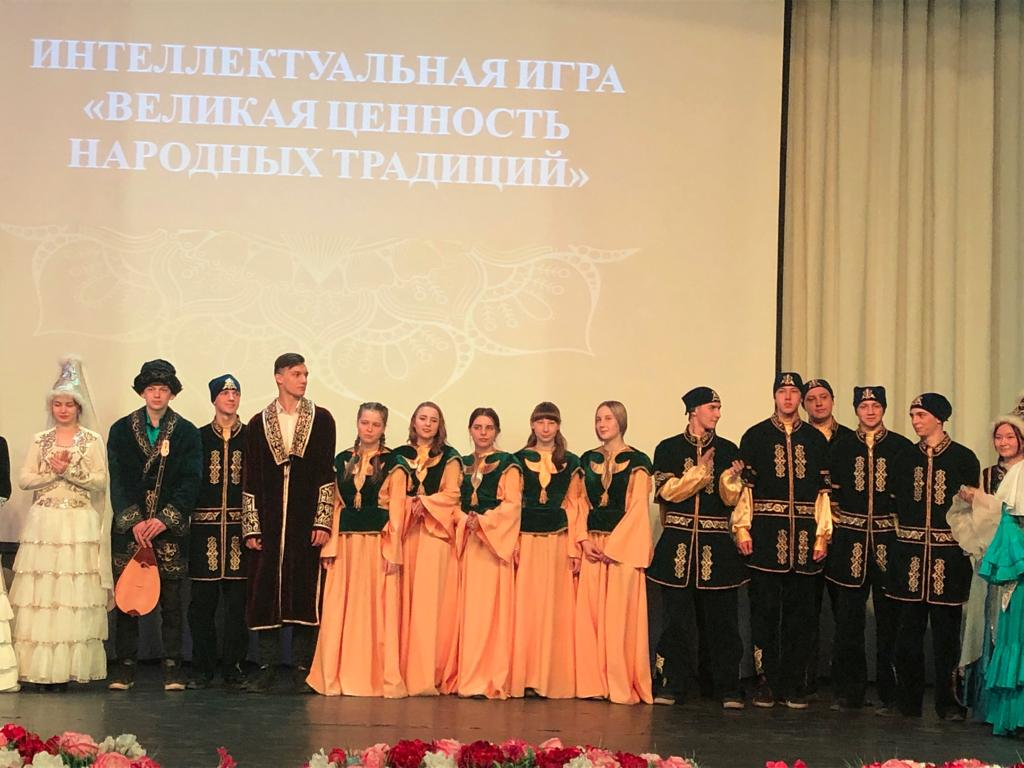 ИНТЕЛЛЕКТУАЛЬНАЯ ИГРА
«ВЕЛИКАЯ ЦЕННОСТЬ
НАРОДНЫХ ТРАДИЦИЙ»